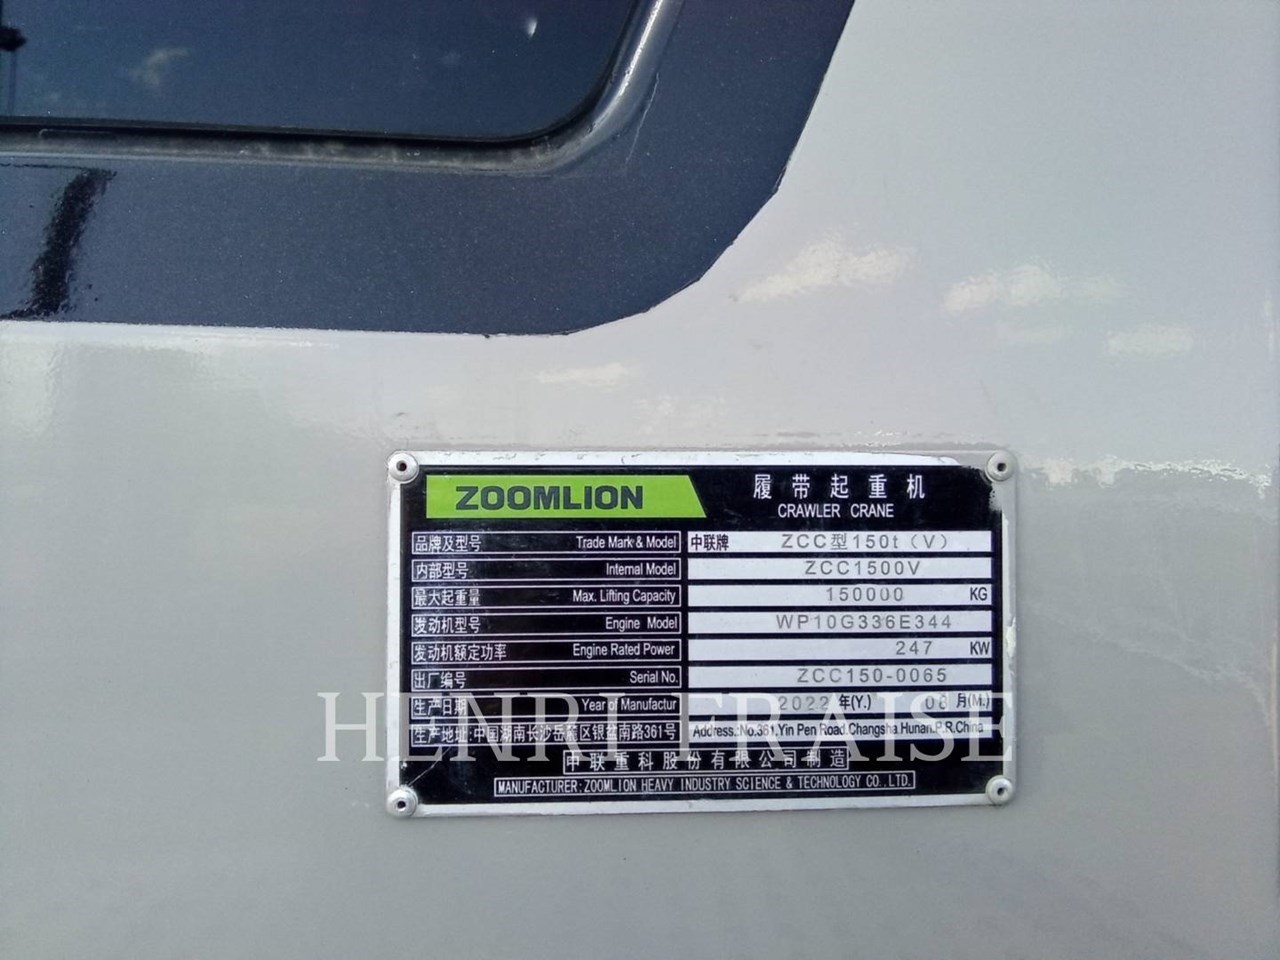 ZOOMLION
履带起重机
CRAWLER CRANE
品牌及型号 Trade Mark & Model 中联牌 ZCC型150t(V)
内部型号 Internal Model ZCC1500V
最大起重量 Max. Lifting Capacity 150000 KG
发动机型号 Engine Model WP10G336E344
发动机额定功率 Engine Rated Power 247 KW
出厂编号 Serial No. ZCC150-0065
生产日期 Year of Manufactur 2022 年(Y.) 08 月(M.)
生产地址:中国湖南长沙岳麓区银盆南路361号 Address.:No.361,Yin Pen Road.Changsha.Hunan.P.R.China
中联重科股份有限公司制造
MANUFACTURER:ZOOMLION HEAVY INDUSTRY SCIENCE & TECHNOLOGY CO.,LTD.
HENRI FRAISE